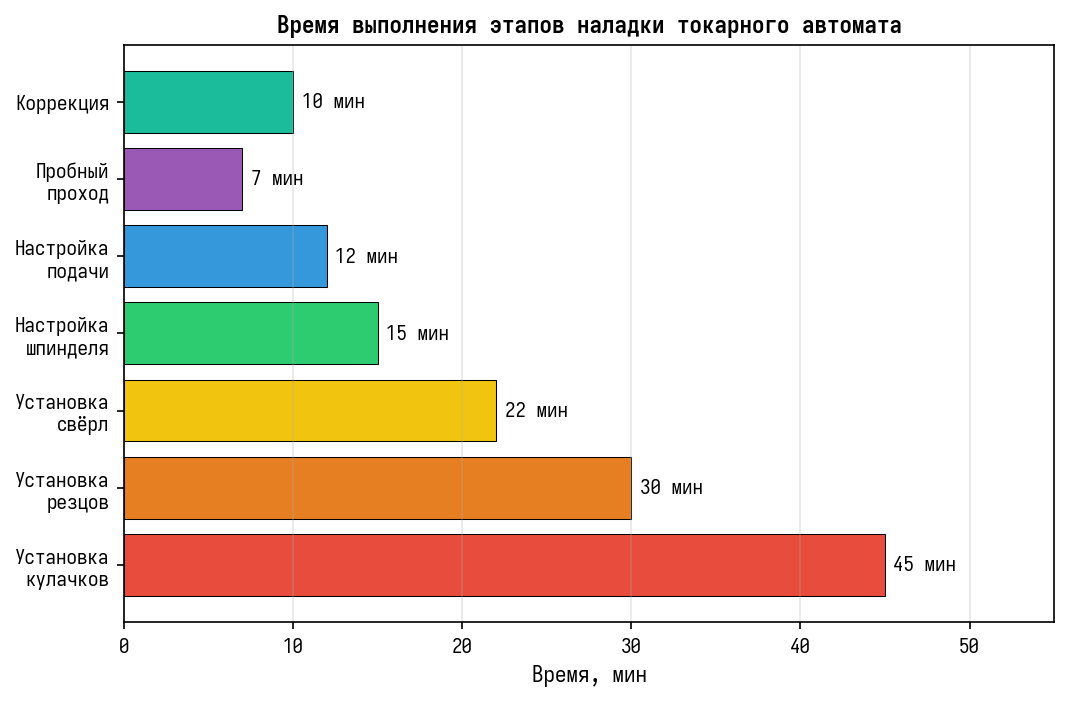 Время выполнения этапов наладки токарного автомата
Коррекция
10 мин
Пробный
проход
7 мин
Настройка
подачи
12 мин
Настройка
шпинделя
15 мин
Установка
свёрл
22 мин
Установка
резцов
30 мин
Установка
кулачков
45 мин
0 10 20 30 40 50
Время, мин